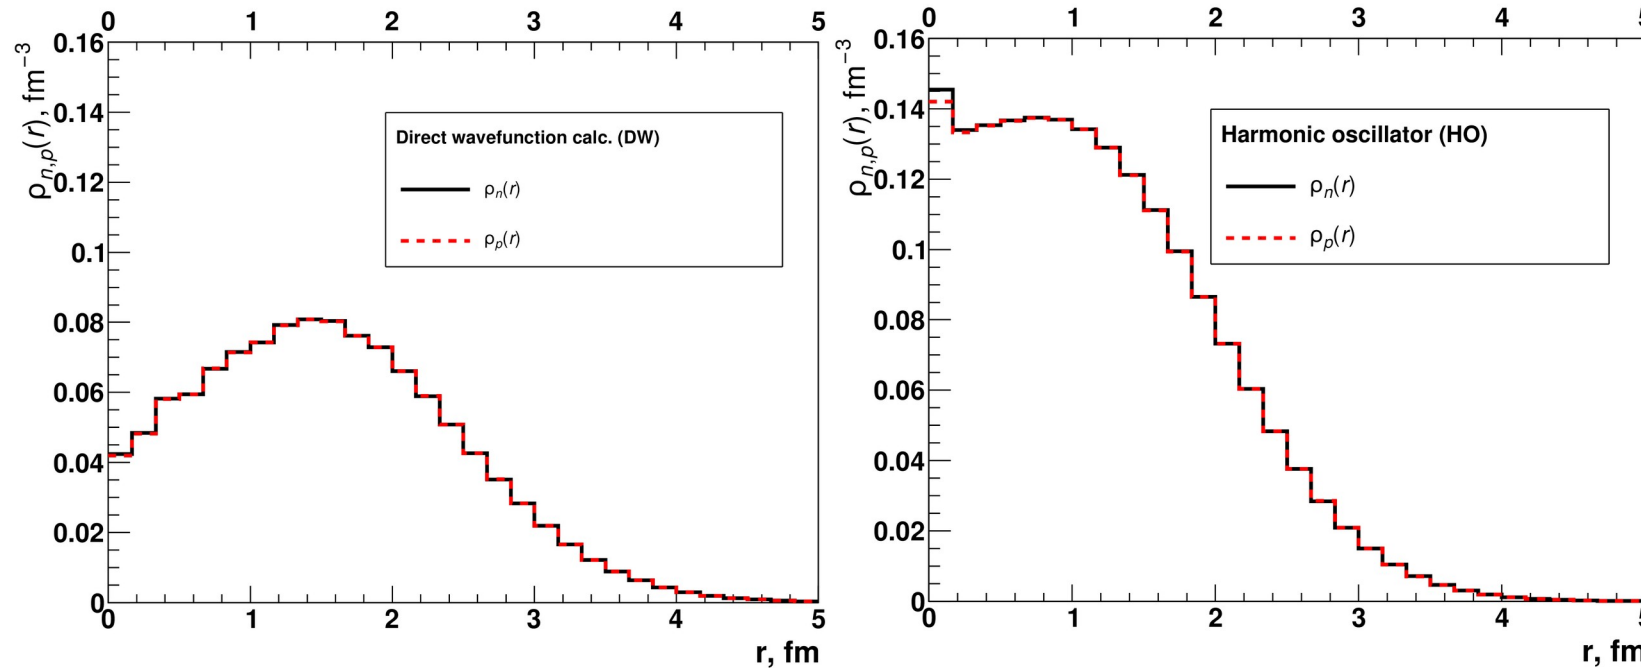 0 1 2 3 4 5
ρn,p(r), fm−3
0.16
0.14
0.12
0.1
0.08
0.06
0.04
0.02
0
Direct wavefunction calc. (DW)
ρn(r)
ρp(r)
0 1 2 3 4 5
r, fm
0 1 2 3 4 5
ρn,p(r), fm−3
0.16
0.14
0.12
0.1
0.08
0.06
0.04
0.02
0
Harmonic oscillator (HO)
ρn(r)
ρp(r)
0 1 2 3 4 5
r, fm